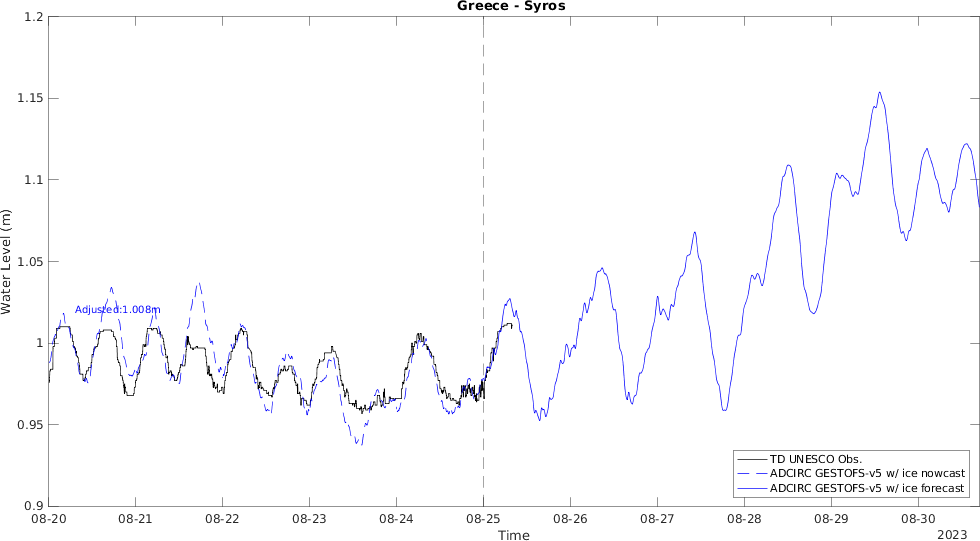 Greece - Syros
1.2
1.15
1.1
1.05
1
0.95
0.9
Water Level (m)
Adjusted:1.008m
TD UNESCO Obs.
ADCIRC GESTOFS-v5 w/ ice nowcast
ADCIRC GESTOFS-v5 w/ ice forecast
08-20 08-21 08-22 08-23 08-24 08-25 08-26 08-27 08-28 08-29 08-30
Time
2023